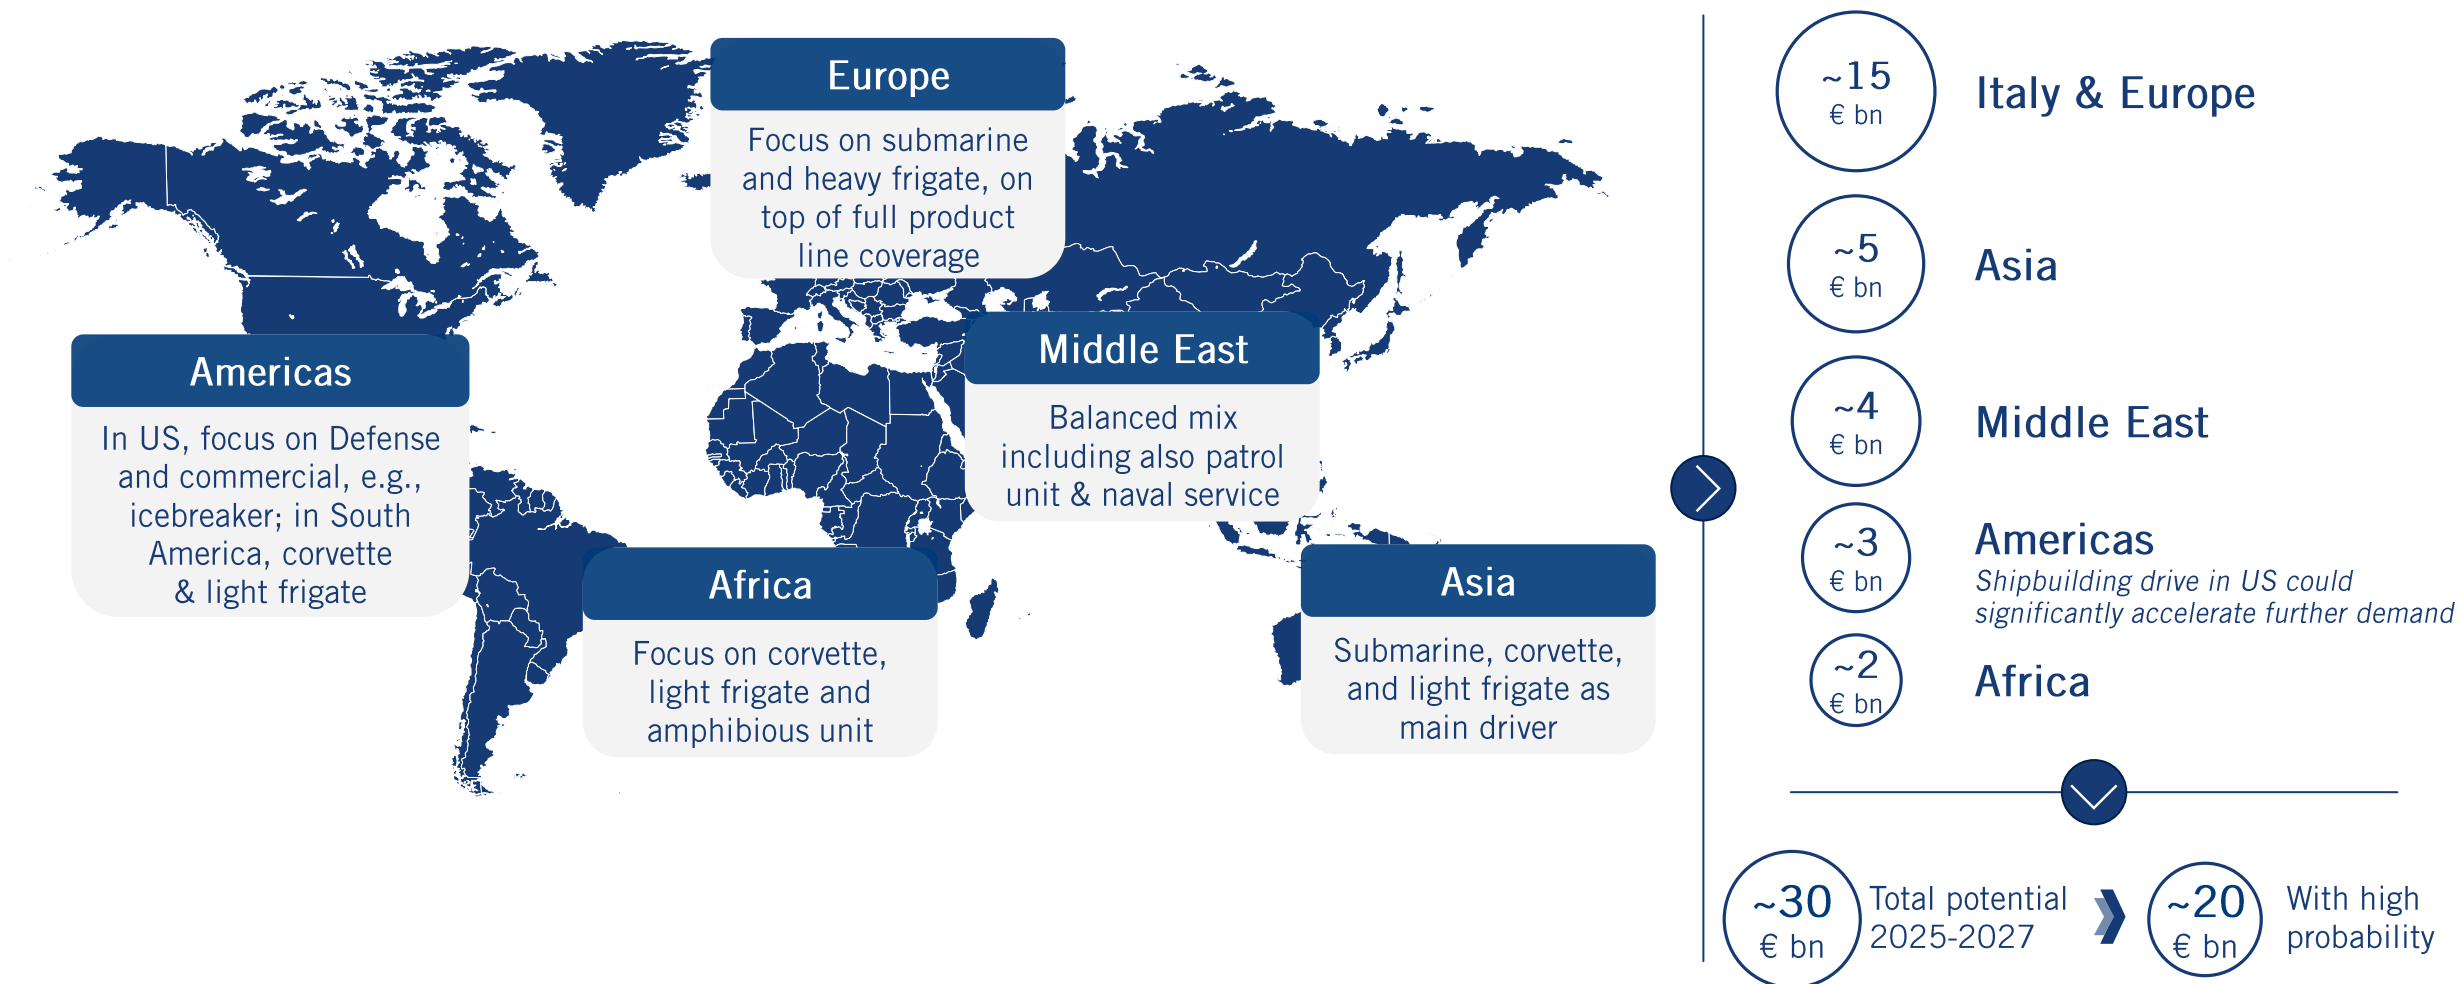 Europe
Focus on submarine
and heavy frigate, on
top of full product
line coverage
Americas
In US, focus on Defense
and commercial, e.g.,
icebreaker; in South
America, corvette
& light frigate
Middle East
Balanced mix
including also patrol
unit & naval service
Africa
Focus on corvette,
light frigate and
amphibious unit
Asia
Submarine, corvette,
and light frigate as
main driver
~15
€ bn
Italy & Europe
~5
€ bn
Asia
~4
€ bn
Middle East
~3
€ bn
Americas
Shipbuilding drive in US could
significantly accelerate further demand
~2
€ bn
Africa
~30
€ bn
Total potential
2025-2027
~20
€ bn
With high
probability